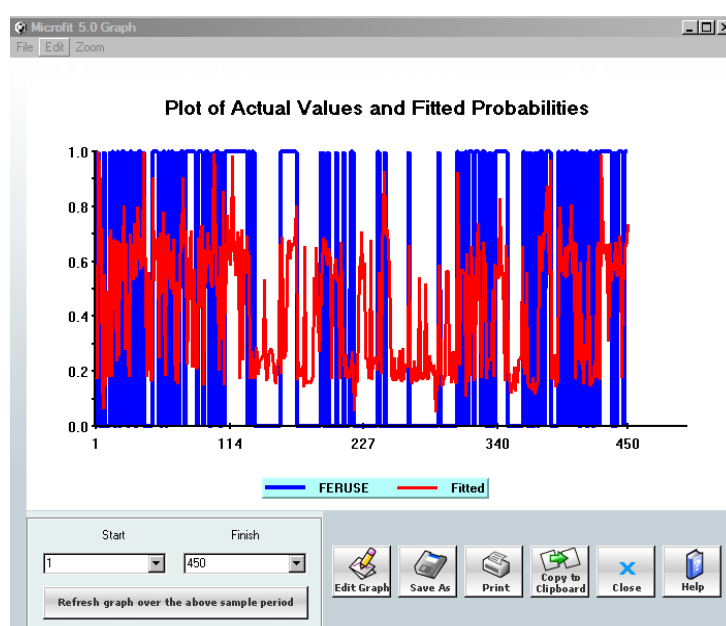 Microfit 5.0 Graph
File Edit Zoom
Plot of Actual Values and Fitted Probabilities
1.0
0.8
0.6
0.4
0.2
0.0
1 114 227 340 450
FERUSE Fitted
Start Finish
1 450
Refresh graph over the above sample period
Edit Graph Save As Print Copy to Clipboard Close Help